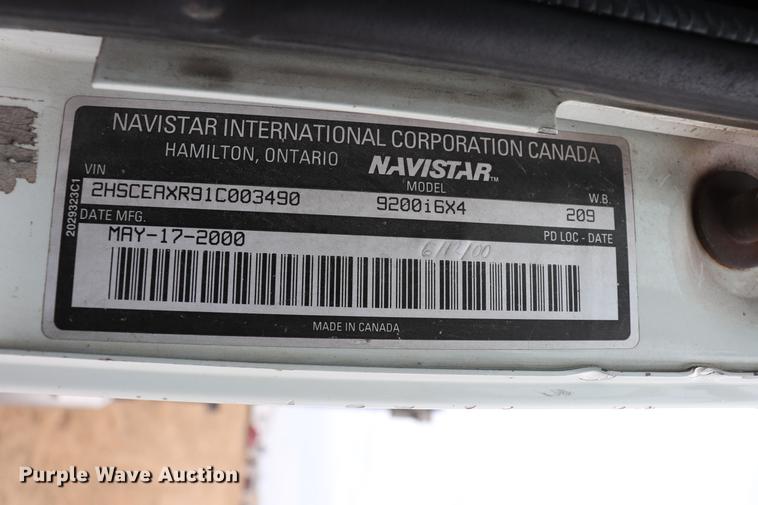 NAVISTAR INTERNATIONAL CORPORATION CANADA
HAMILTON, ONTARIO NAVISTAR™
VIN MODEL W.B.
2HSCEAXR91C003490 9200i6X4 209
DATE MFG. PD LOC - DATE
MAY-17-2000
MADE IN CANADA
2029323C1
Purple Wave Auction